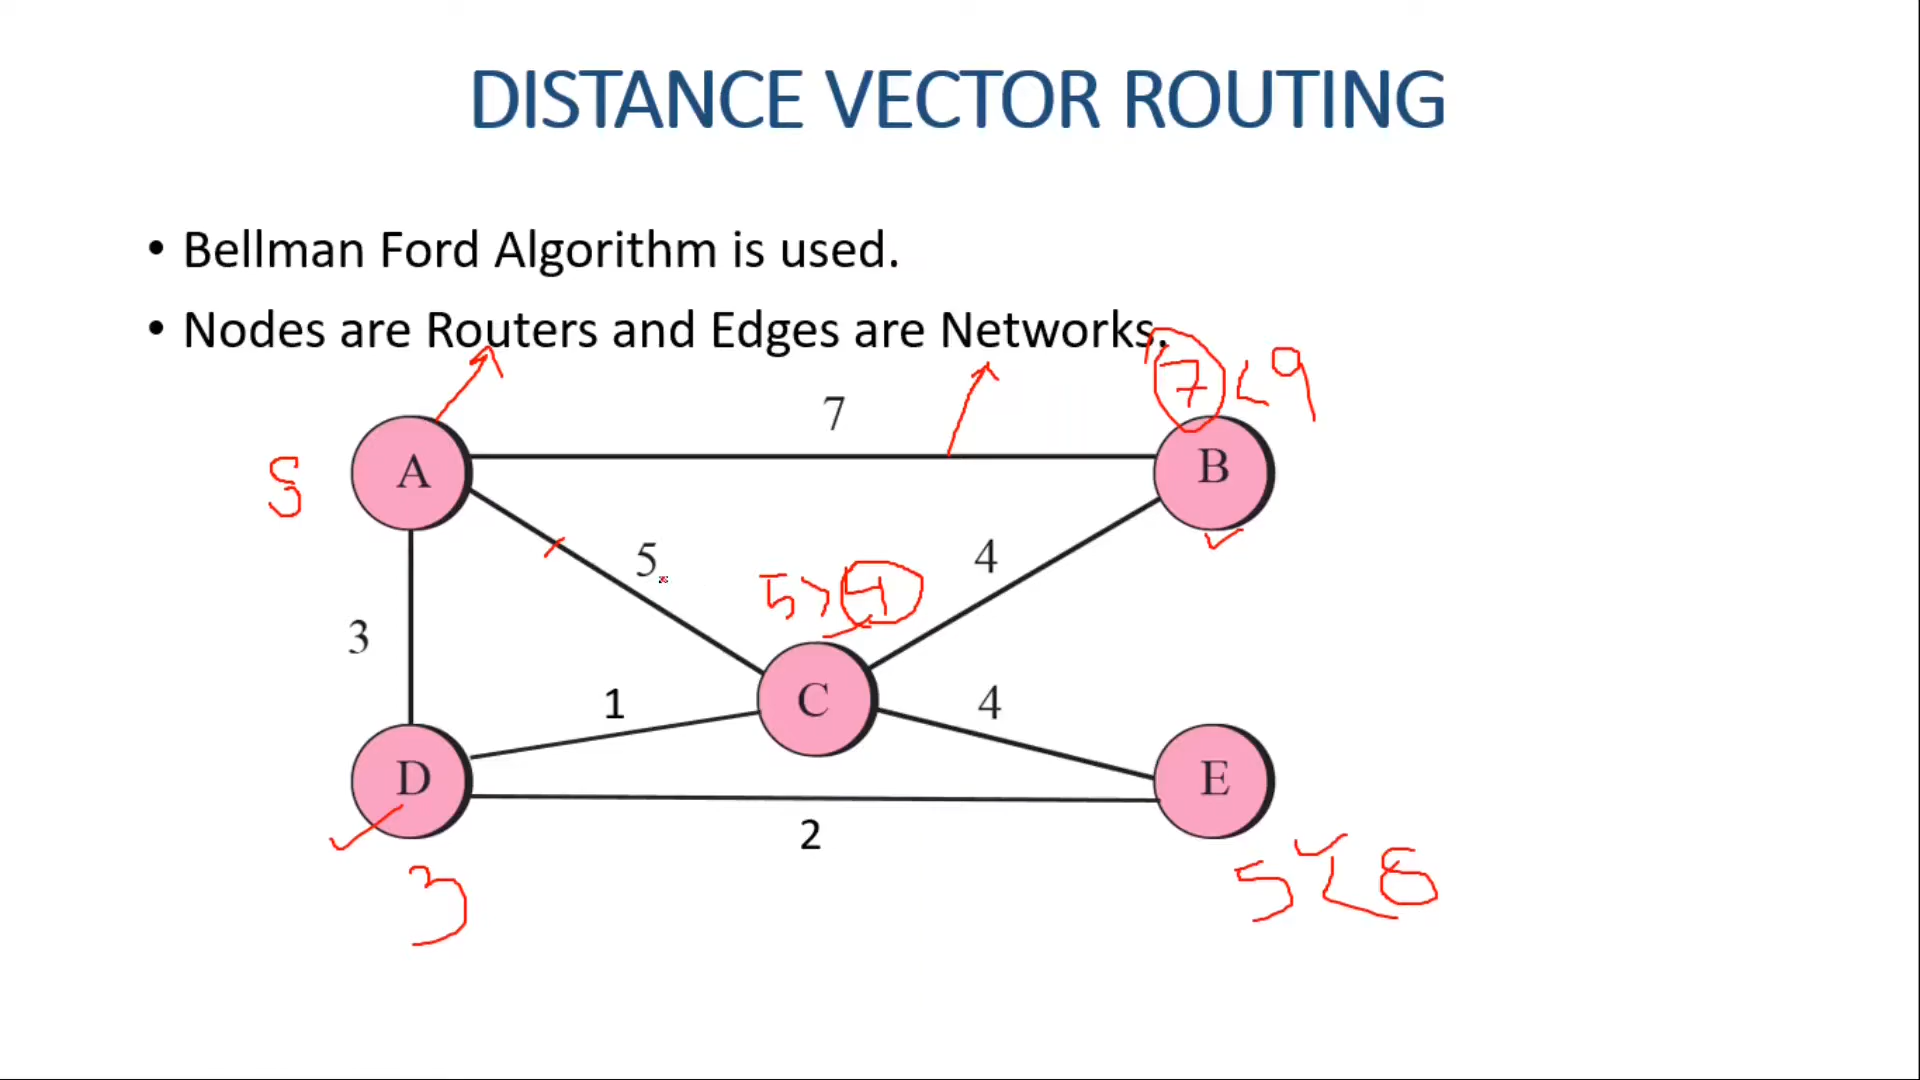 DISTANCE VECTOR ROUTING
• Bellman Ford Algorithm is used.
• Nodes are Routers and Edges are Networks.
7 < 9
7
S A B
5
4
5 > 4
3
C
1
4
D E
2
5 < 8
3